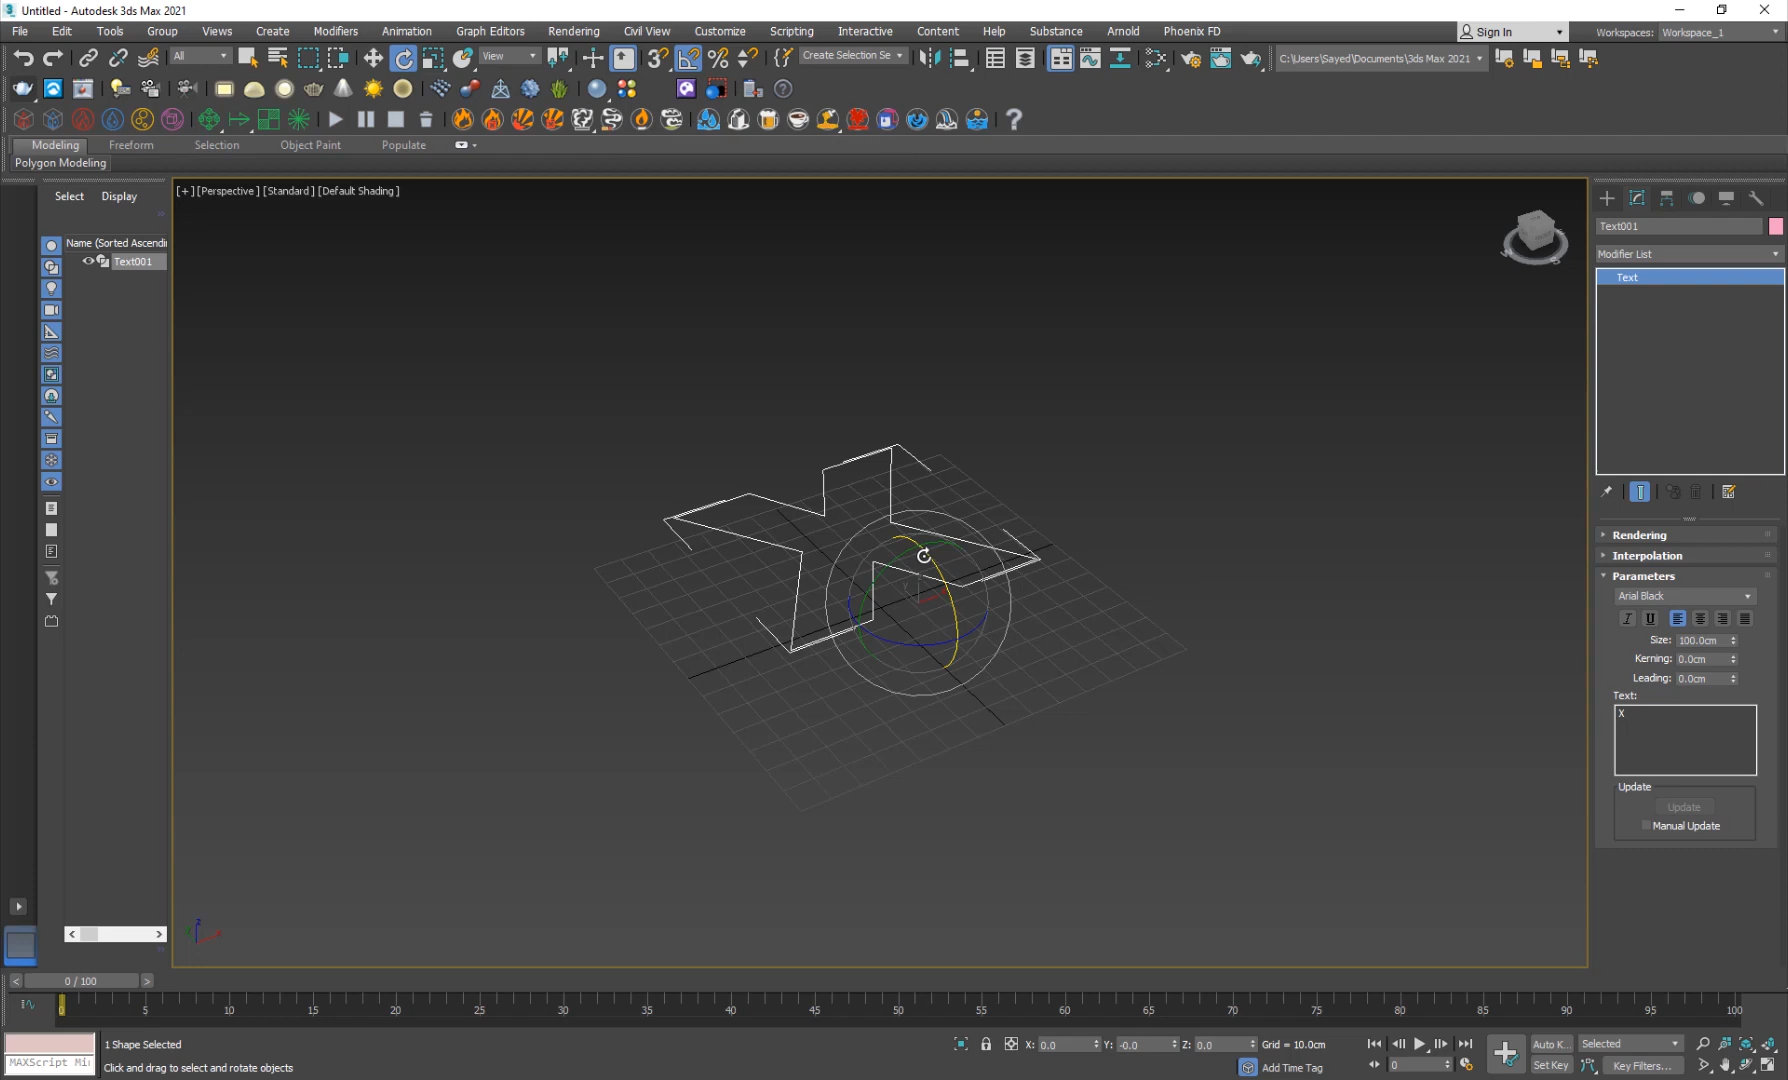 Untitled - Autodesk 3ds Max 2021
File Edit Tools Group Views Create Modifiers Animation Graph Editors Rendering Civil View Customize Scripting Interactive Content Help Substance Arnold Phoenix FD Sign In Workspaces: Workspace_1
All View Create Selection Se C:\Users\Sayed\Documents\3ds Max 2021
Modeling Freeform Selection Object Paint Populate
Polygon Modeling
Select Display
[+] [Perspective ] [Standard ] [Default Shading ]
Name (Sorted Ascendin
Text001
Text001
Modifier List
Text
Rendering
Interpolation
Parameters
Arial Black
Size: 100.0cm
Kerning: 0.0cm
Leading: 0.0cm
Text:
X
Update
Update
Manual Update
0 / 100
0 5 10 15 20 25 30 35 40 45 50 55 60 65 70 75 80 85 90 95 100
1 Shape Selected
X: 0.0 Y: -0.0 Z: 0.0 Grid = 10.0cm
Auto K... Selected
MAXScript Mi
Click and drag to select and rotate objects
Add Time Tag
0
Set Key Key Filters...